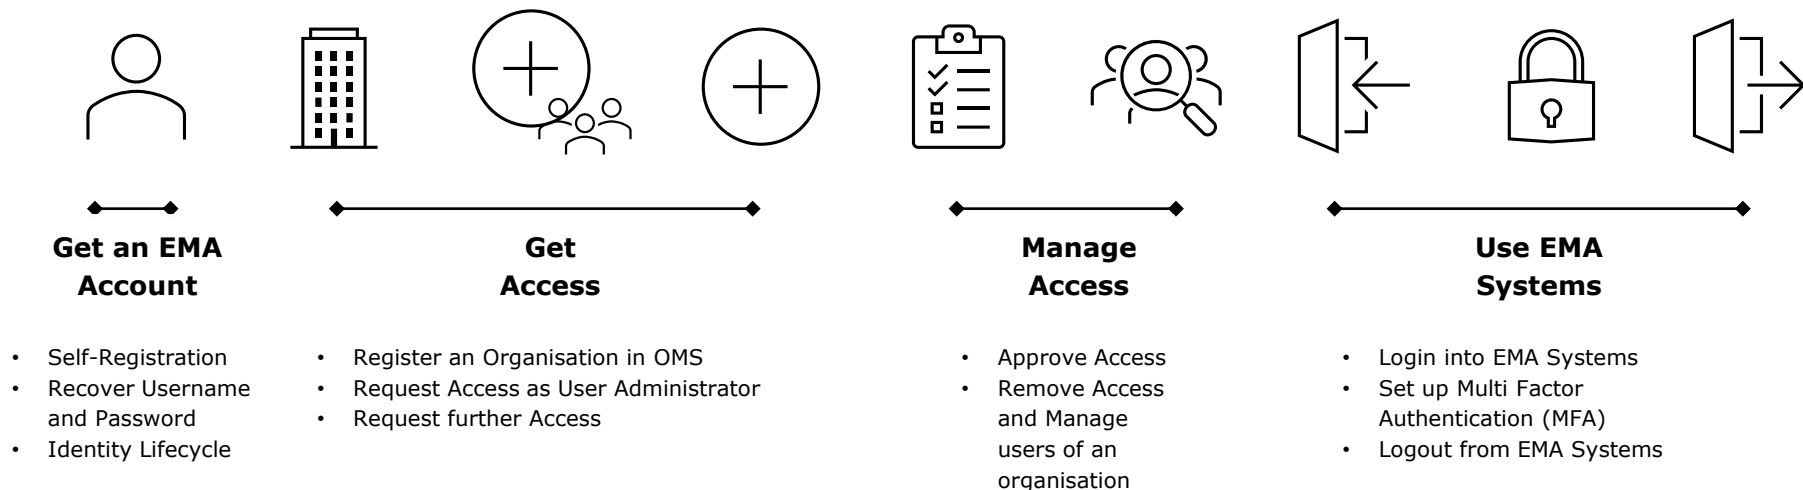 Get an EMA
Account
Get
Access
Manage
Access
Use EMA
Systems
• Self-Registration
• Recover Username
and Password
• Identity Lifecycle
• Register an Organisation in OMS
• Request Access as User Administrator
• Request further Access
• Approve Access
• Remove Access
and Manage
users of an
organisation
• Login into EMA Systems
• Set up Multi Factor
Authentication (MFA)
• Logout from EMA Systems